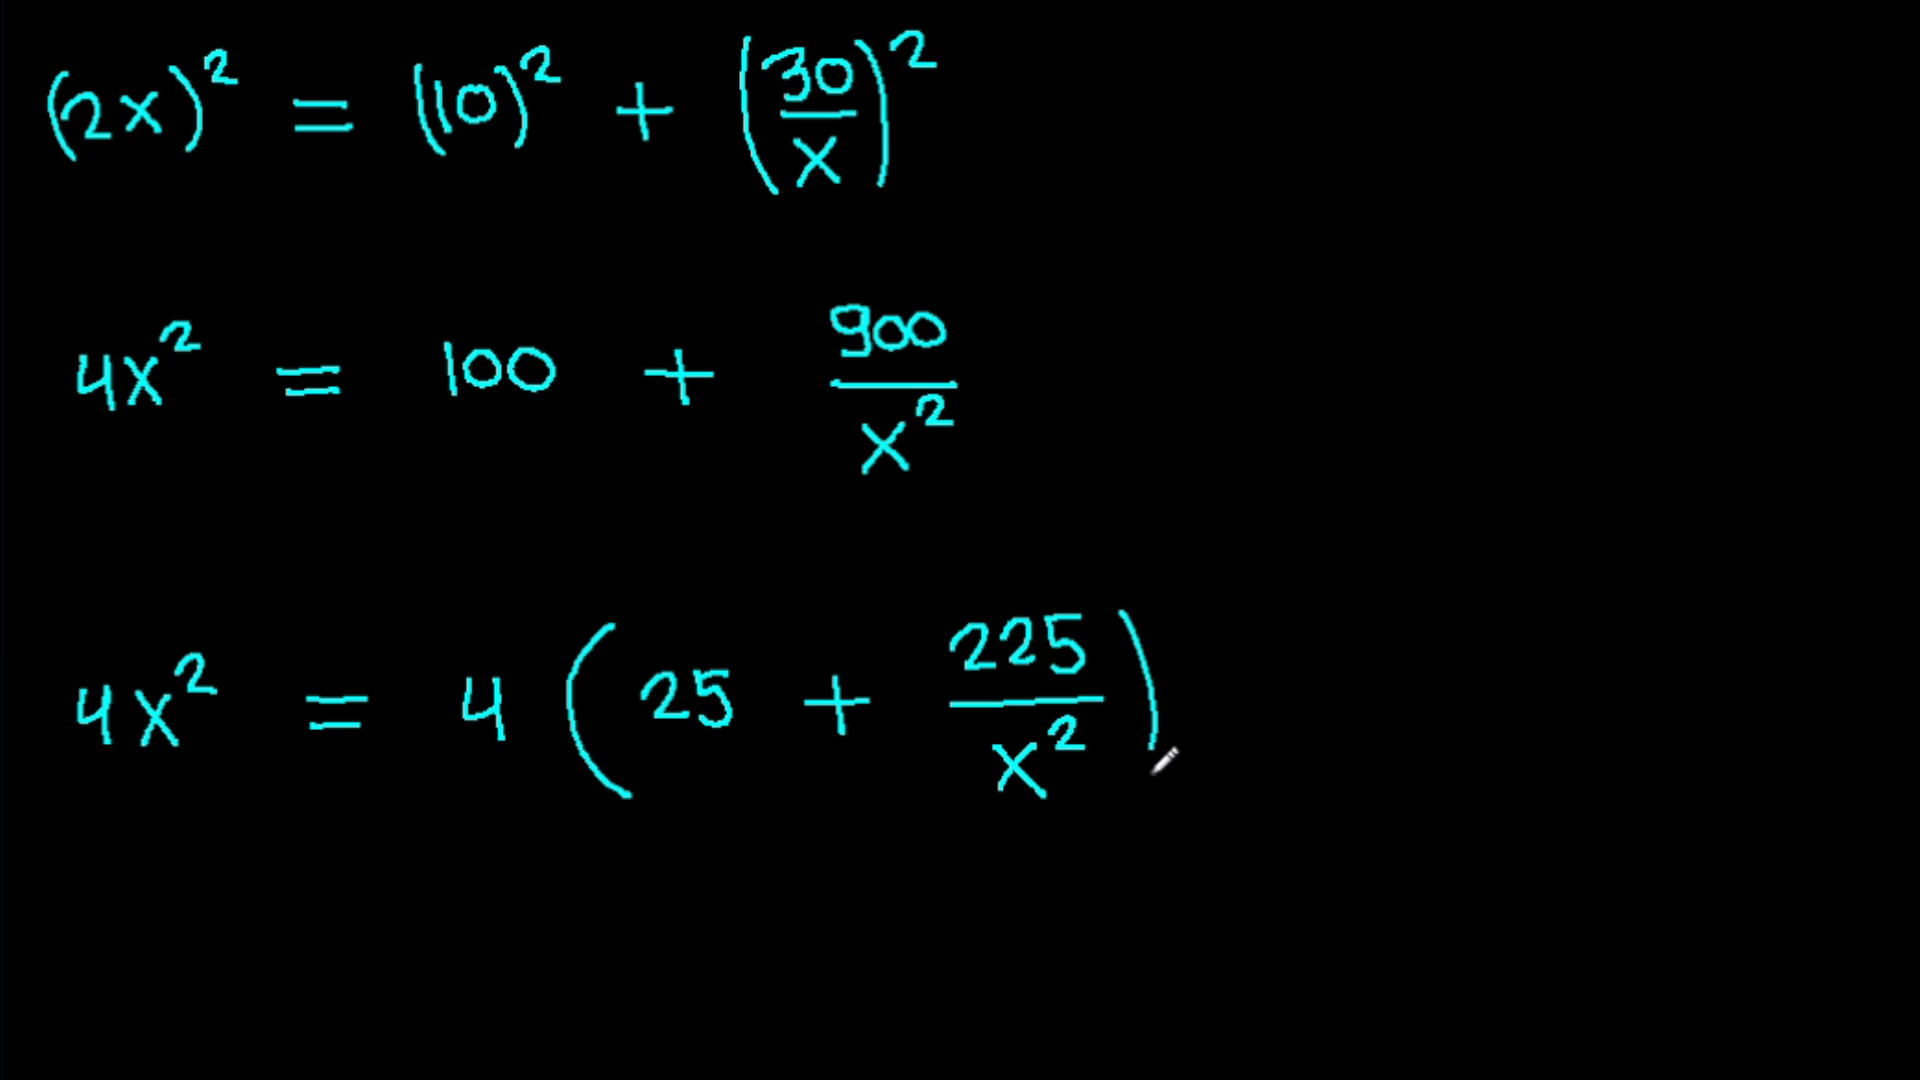 (2x)² = (10)² + (30/x)²
4x² = 100 + 900/x²
4x² = 4 (25 + 225/x²)